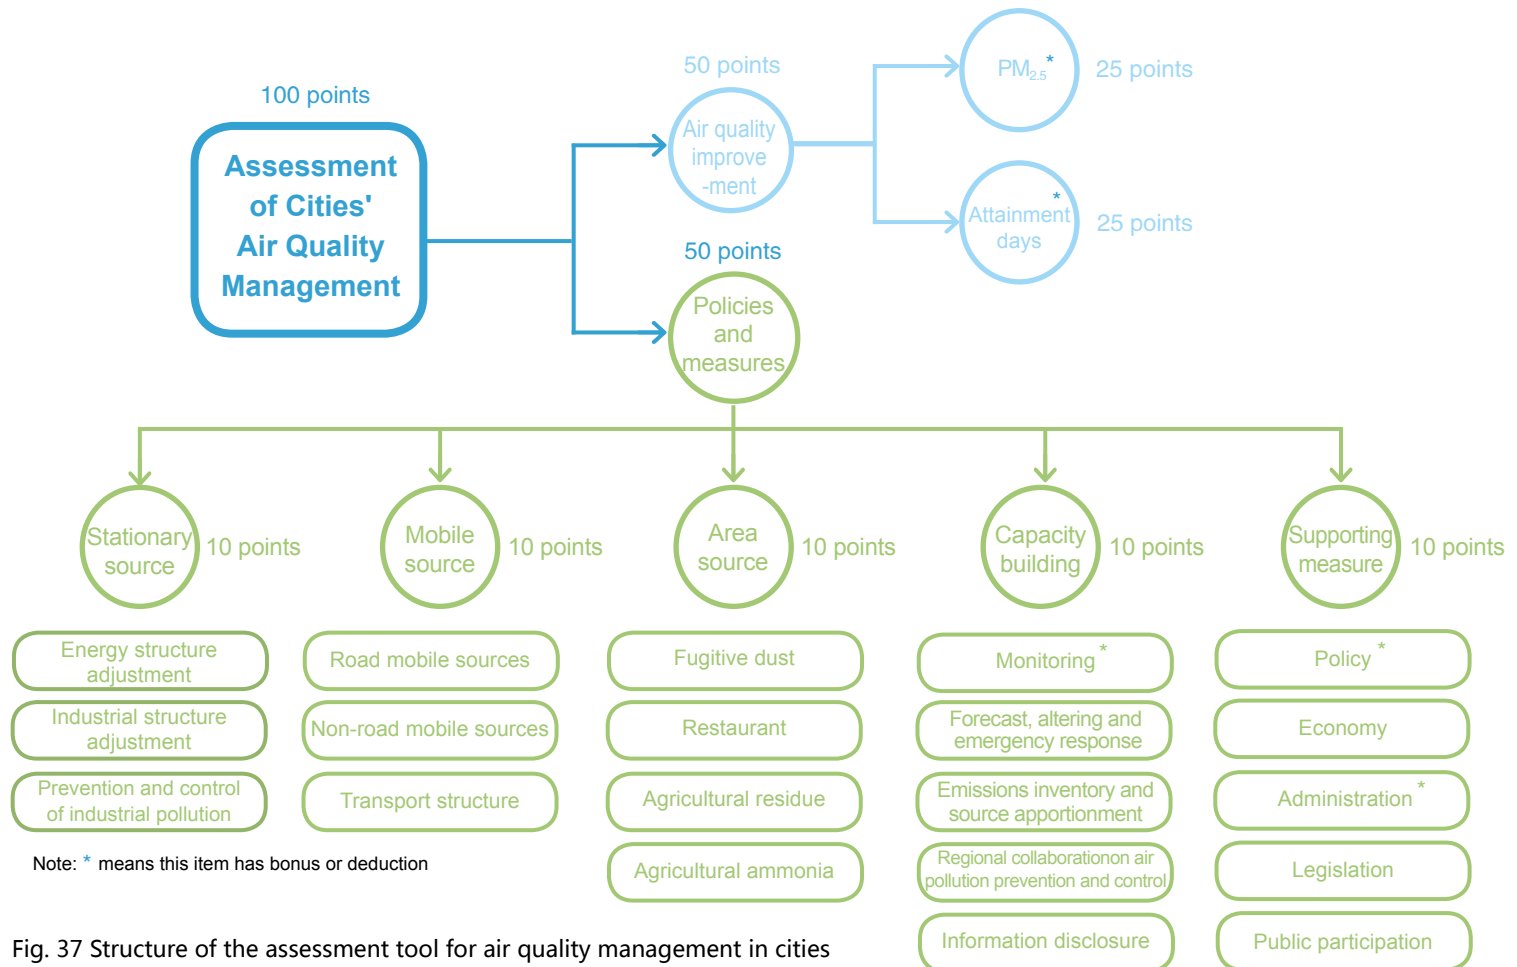 100 points
Assessment
of Cities'
Air Quality
Management
50 points
Air quality
improve
-ment
PM2.5*
25 points
Attainment*
days
25 points
50 points
Policies
and
measures
Stationary
source
10 points
Mobile
source
10 points
Area
source
10 points
Capacity
building
10 points
Supporting
measure
10 points
Energy structure
adjustment
Industrial structure
adjustment
Prevention and control
of industrial pollution
Road mobile sources
Non-road mobile sources
Transport structure
Fugitive dust
Restaurant
Agricultural residue
Agricultural ammonia
Monitoring*
Forecast, altering and
emergency response
Emissions inventory and
source apportionment
Regional collaborationon air
pollution prevention and control
Information disclosure
Policy*
Economy
Administration*
Legislation
Public participation
Note: * means this item has bonus or deduction
Fig. 37 Structure of the assessment tool for air quality management in cities